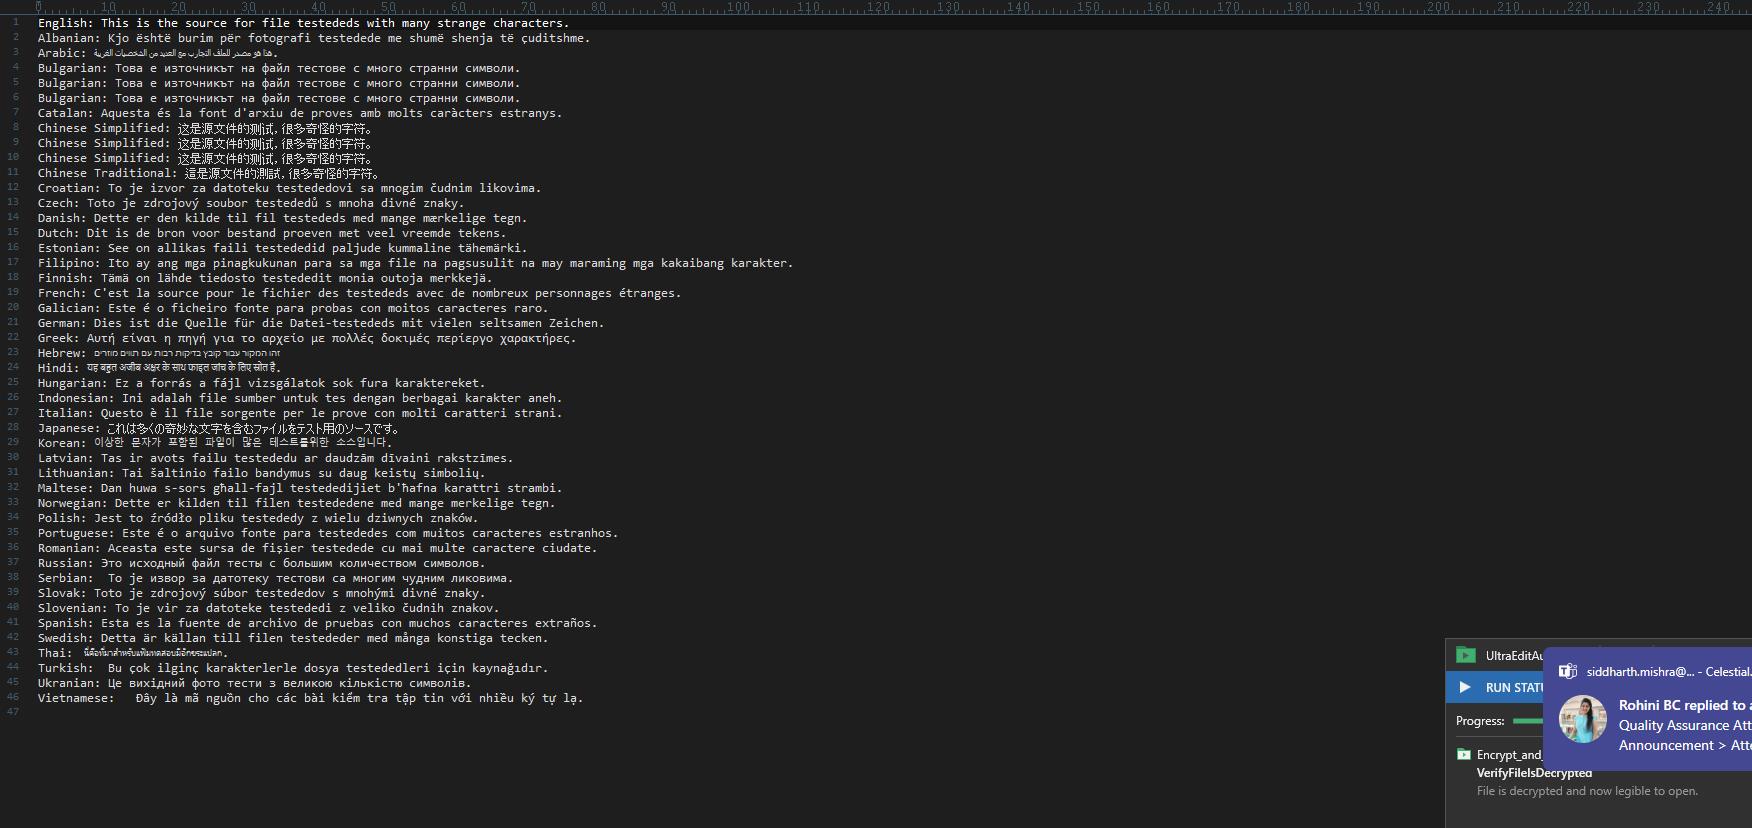 0 10 20 30 40 50 60 70 80 90 100 110 120 130 140 150 160 170 180 190 200 210 220 230 240
1 English: This is the source for file testededs with many strange characters.
2 Albanian: Kjo është burim për fotografi testedede me shumë shenja të çuditshme.
3 Arabic: هذا هو مصدر للملف التجارب مع العديد من الشخصيات الغريبة.
4 Bulgarian: Това е източникът на файл тестове с много странни символи.
5 Bulgarian: Това е източникът на файл тестове с много странни символи.
6 Bulgarian: Това е източникът на файл тестове с много странни символи.
7 Catalan: Aquesta és la font d'arxiu de proves amb molts caràcters estranys.
8 Chinese Simplified: 这是源文件的测试，很多奇怪的字符。
9 Chinese Simplified: 这是源文件的测试，很多奇怪的字符。
10 Chinese Simplified: 这是源文件的测试，很多奇怪的字符。
11 Chinese Traditional: 這是源文件的測試，很多奇怪的字符。
12 Croatian: To je izvor za datoteku testededovi sa mnogim čudnim likovima.
13 Czech: Toto je zdrojový soubor testededů s mnoha divné znaky.
14 Danish: Dette er den kilde til fil testededs med mange mærkelige tegn.
15 Dutch: Dit is de bron voor bestand proeven met veel vreemde tekens.
16 Estonian: See on allikas faili testededid paljude kummaline tähemärki.
17 Filipino: Ito ay ang mga pinagkukunan para sa mga file na pagsusulit na may maraming mga kakaibang karakter.
18 Finnish: Tämä on lähde tiedosto testededit monia outoja merkkejä.
19 French: C'est la source pour le fichier des testededs avec de nombreux personnages étranges.
20 Galician: Este é o ficheiro fonte para probas con moitos caracteres raro.
21 German: Dies ist die Quelle für die Datei-testededs mit vielen seltsamen Zeichen.
22 Greek: Αυτή είναι η πηγή για το αρχείο με πολλές δοκιμές περίεργο χαρακτήρες.
23 Hebrew: זהו המקור עבור קובץ בדיקות רבות עם תווים מוזרים
24 Hindi: यह बहुत अजीब अक्षर के साथ फ़ाइल जांच के लिए स्रोत है.
25 Hungarian: Ez a forrás a fájl vizsgálatok sok fura karaktereket.
26 Indonesian: Ini adalah file sumber untuk tes dengan berbagai karakter aneh.
27 Italian: Questo è il file sorgente per le prove con molti caratteri strani.
28 Japanese: これは多くの奇妙な文字を含むファイルをテスト用のソースです。
29 Korean: 이상한 문자가 포함된 파일이 많은 테스트를위한 소스입니다.
30 Latvian: Tas ir avots failu testededu ar daudzām dīvaini rakstzīmes.
31 Lithuanian: Tai šaltinio failo bandymus su daug keistų simbolių.
32 Maltese: Dan huwa s-sors għall-fajl testededijiet b'ħafna karattri strambi.
33 Norwegian: Dette er kilden til filen testededene med mange merkelige tegn.
34 Polish: Jest to źródło pliku testededy z wielu dziwnych znaków.
35 Portuguese: Este é o arquivo fonte para testededes com muitos caracteres estranhos.
36 Romanian: Aceasta este sursa de fișier testedede cu mai multe caractere ciudate.
37 Russian: Это исходный файл тесты с большим количеством символов.
38 Serbian:  То је извор за датотеку тестови са многим чудним ликовима.
39 Slovak: Toto je zdrojový súbor testededov s mnohými divné znaky.
40 Slovenian: To je vir za datoteke testededi z veliko čudnih znakov.
41 Spanish: Esta es la fuente de archivo de pruebas con muchos caracteres extraños.
42 Swedish: Detta är källan till filen testededer med många konstiga tecken.
43 Thai:  นี้คือที่มาสำหรับแฟ้มทดสอบมีอักขระแปลก.
44 Turkish:  Bu çok ilginç karakterlerle dosya testededleri için kaynağıdır.
45 Ukranian: Це вихідний фото тести з великою кількістю символів.
46 Vietnamese:   Đây là mã nguồn cho các bài kiểm tra tập tin với nhiều ký tự lạ.
47
UltraEditAu
RUN STATU
Progress:
Encrypt_and_
VerifyFileIsDecrypted
File is decrypted and now legible to open.
siddharth.mishra@... - Celestial.
Rohini BC replied to a
Quality Assurance Att
Announcement > Atte